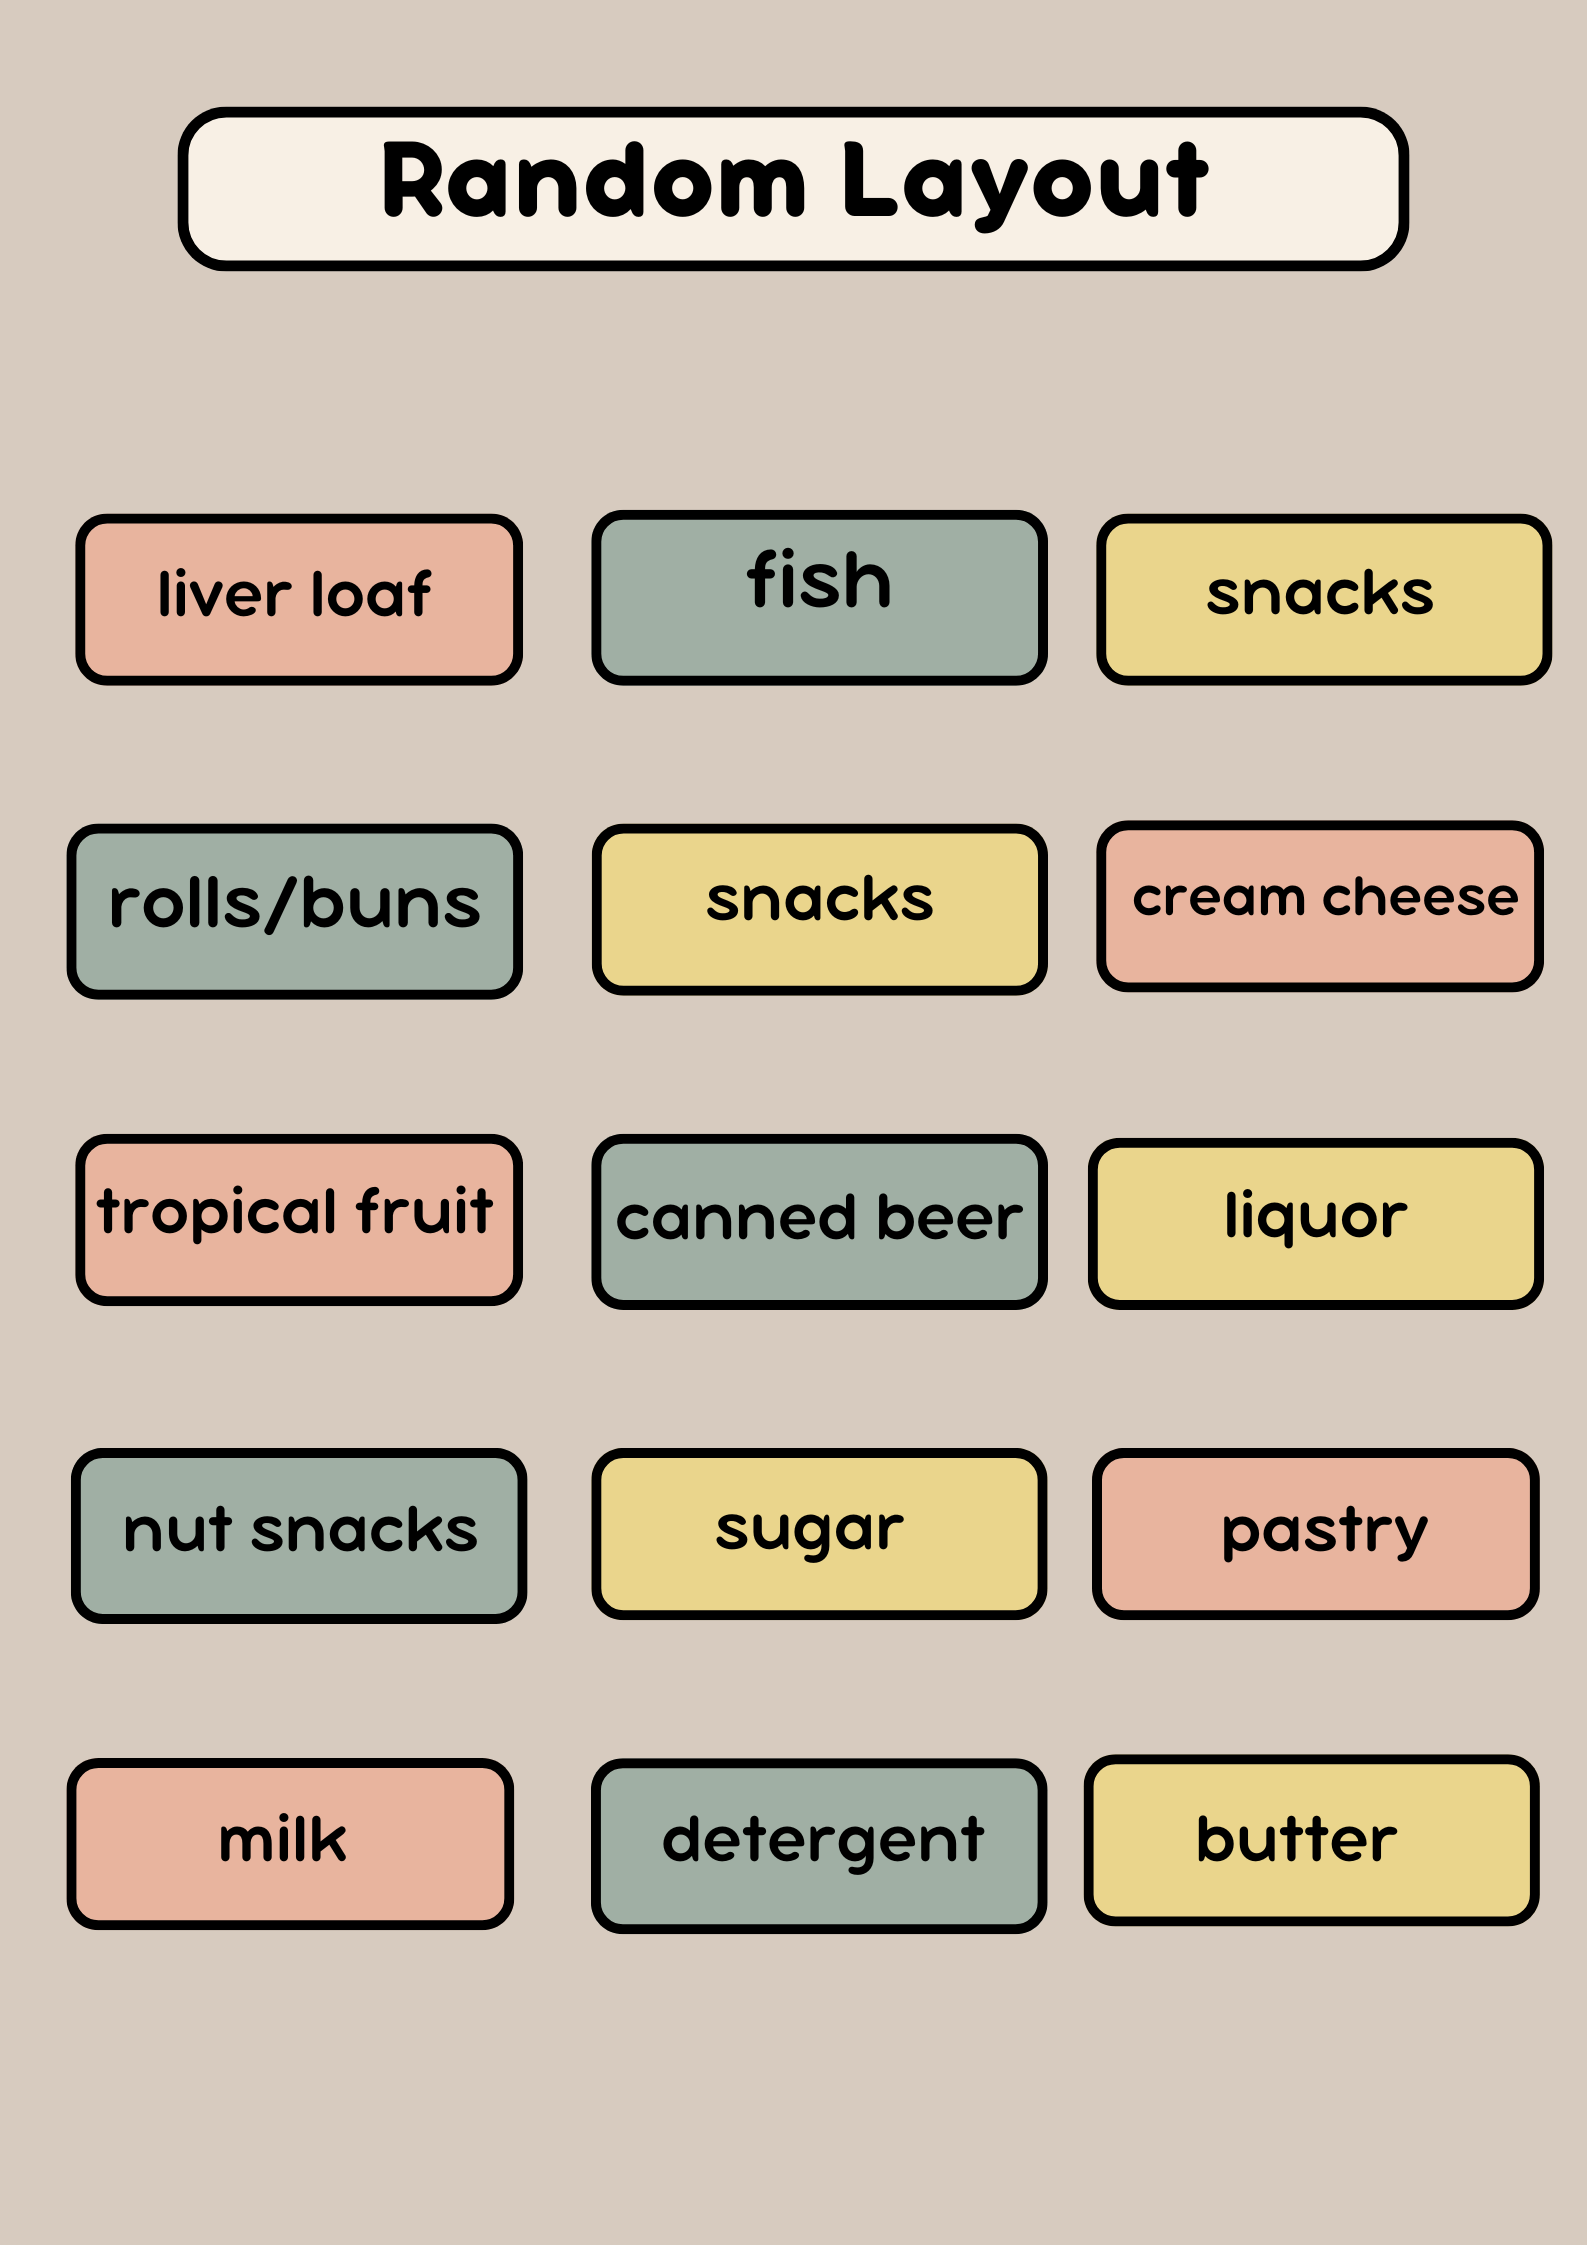 Random Layout
liver loaf
fish
snacks
rolls/buns
snacks
cream cheese
tropical fruit
canned beer
liquor
nut snacks
sugar
pastry
milk
detergent
butter